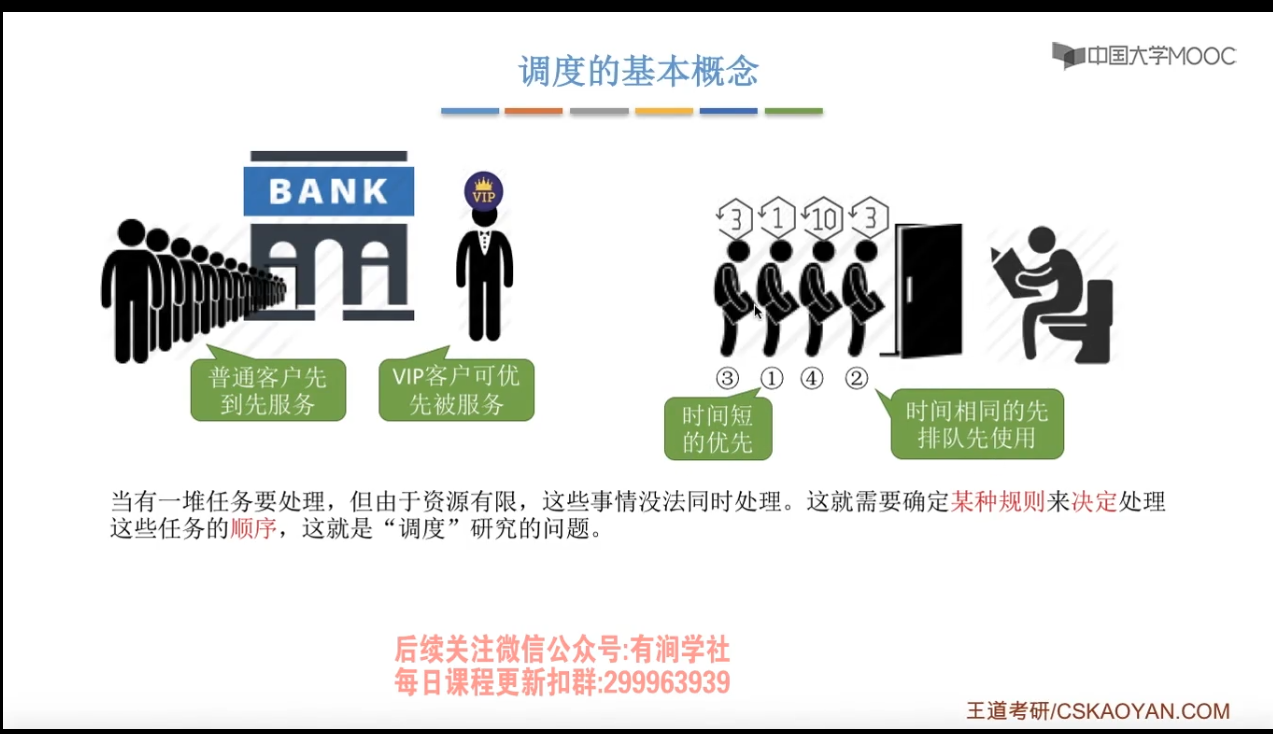 调度的基本概念
中国大学MOOC
BANK
VIP
普通客户先
到先服务
VIP客户可优
先被服务
3 1 10 3
③ ① ④ ②
时间短
的优先
时间相同的先
排队先使用
当有一堆任务要处理，但由于资源有限，这些事情没法同时处理。这就需要确定某种规则来决定处理
这些任务的顺序，这就是“调度”研究的问题。
后续关注微信公众号:有涧学社
每日课程更新扣群:299963939
王道考研/CSKAOYAN.COM